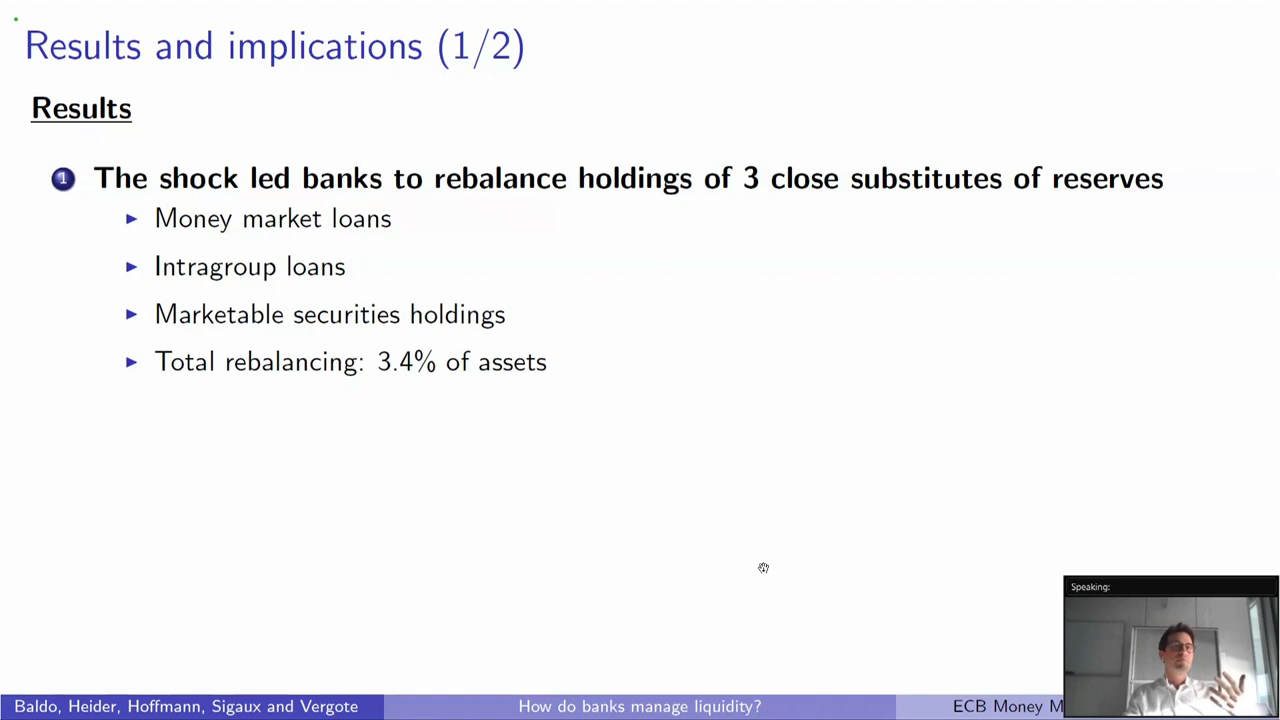 Results and implications (1/2)
Results
1 The shock led banks to rebalance holdings of 3 close substitutes of reserves
Money market loans
Intragroup loans
Marketable securities holdings
Total rebalancing: 3.4% of assets
Speaking:
Baldo, Heider, Hoffmann, Sigaux and Vergote How do banks manage liquidity? ECB Money M